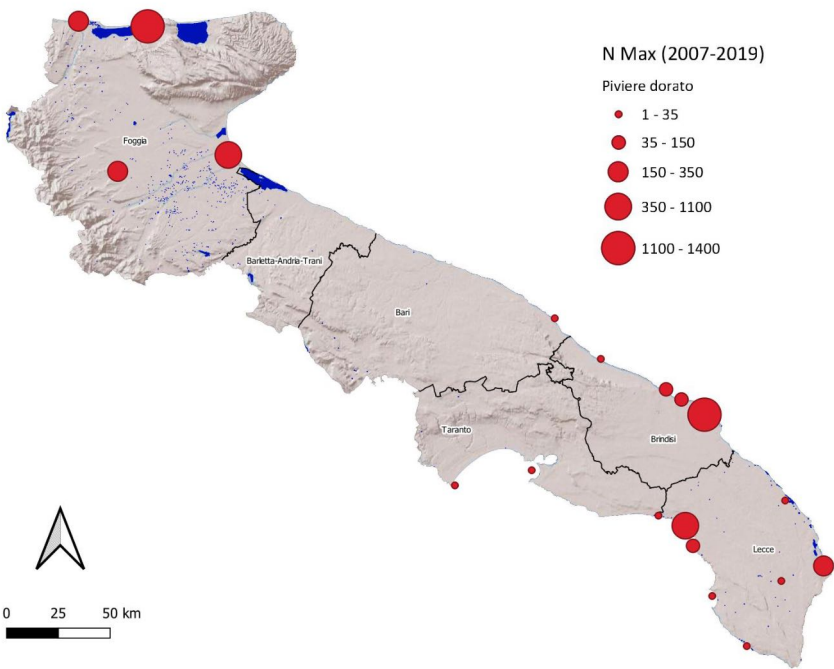 N Max (2007-2019)
Piviere dorato
1 - 35
35 - 150
150 - 350
350 - 1100
1100 - 1400
Foggia
Barletta-Andria-Trani
Bari
Taranto
Brindisi
Lecce
0 25 50 km